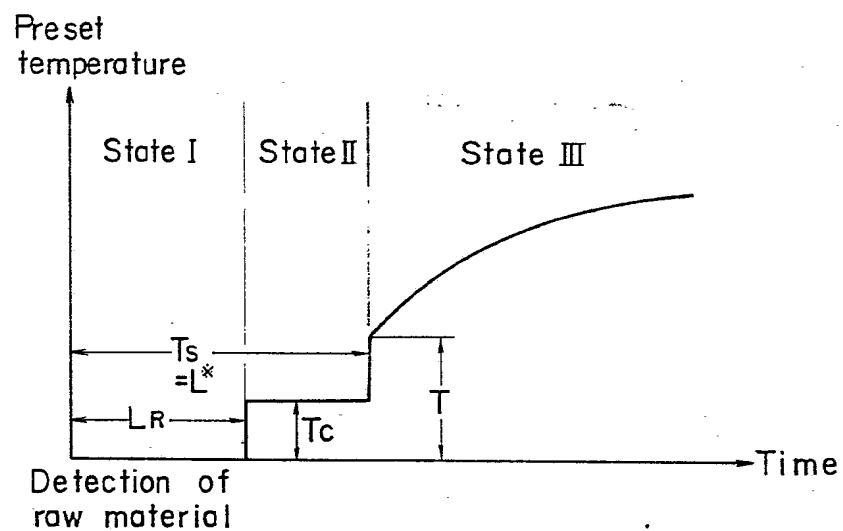 Preset
temperature
State I
State II
State III
Ts
=L*
LR
Tc
T
Time
Detection of
raw material